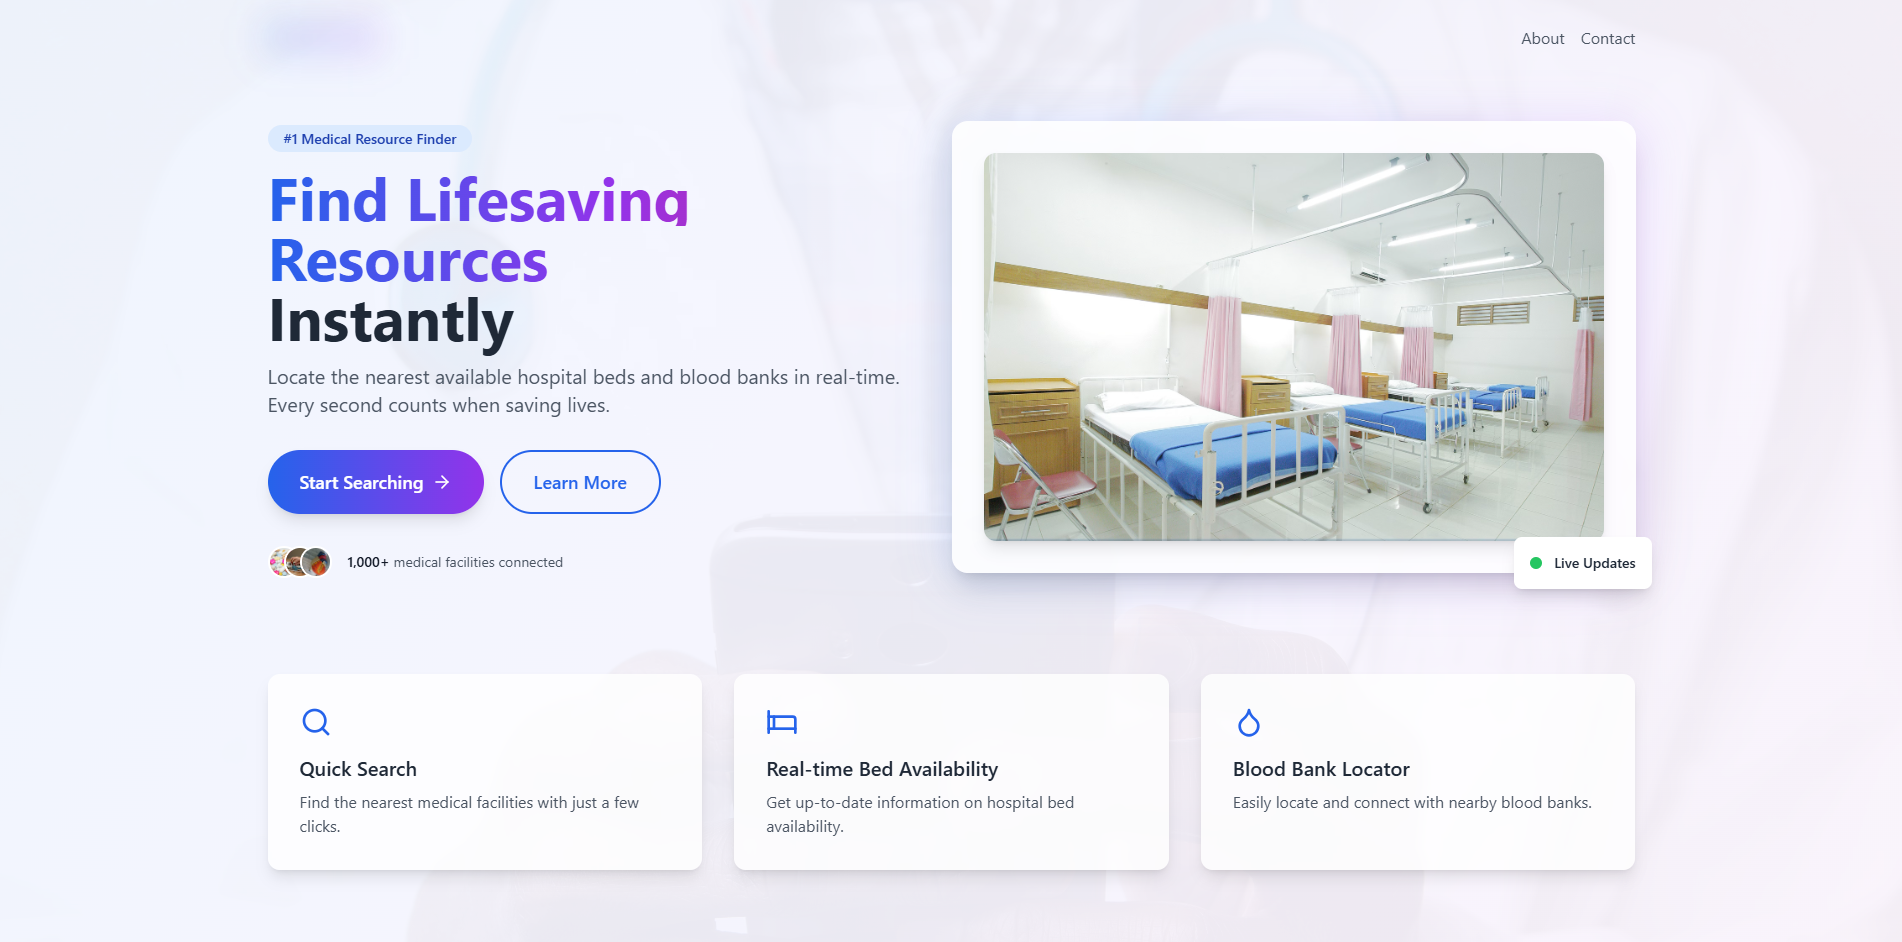 About Contact
#1 Medical Resource Finder
Find Lifesaving
Resources
Instantly
Locate the nearest available hospital beds and blood banks in real-time.
Every second counts when saving lives.
Start Searching
Learn More
1,000+ medical facilities connected
Live Updates
Quick Search
Find the nearest medical facilities with just a few
clicks.
Real-time Bed Availability
Get up-to-date information on hospital bed
availability.
Blood Bank Locator
Easily locate and connect with nearby blood banks.